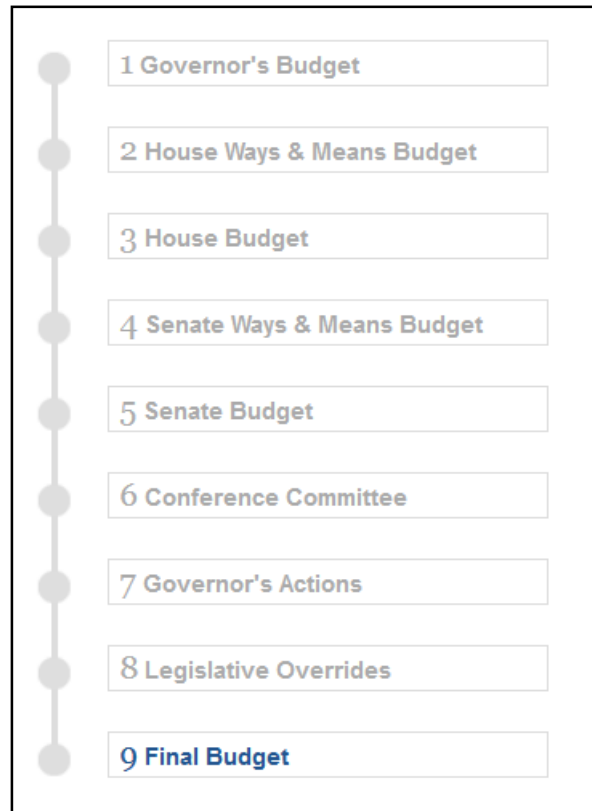 1 Governor's Budget
2 House Ways & Means Budget
3 House Budget
4 Senate Ways & Means Budget
5 Senate Budget
6 Conference Committee
7 Governor's Actions
8 Legislative Overrides
9 Final Budget